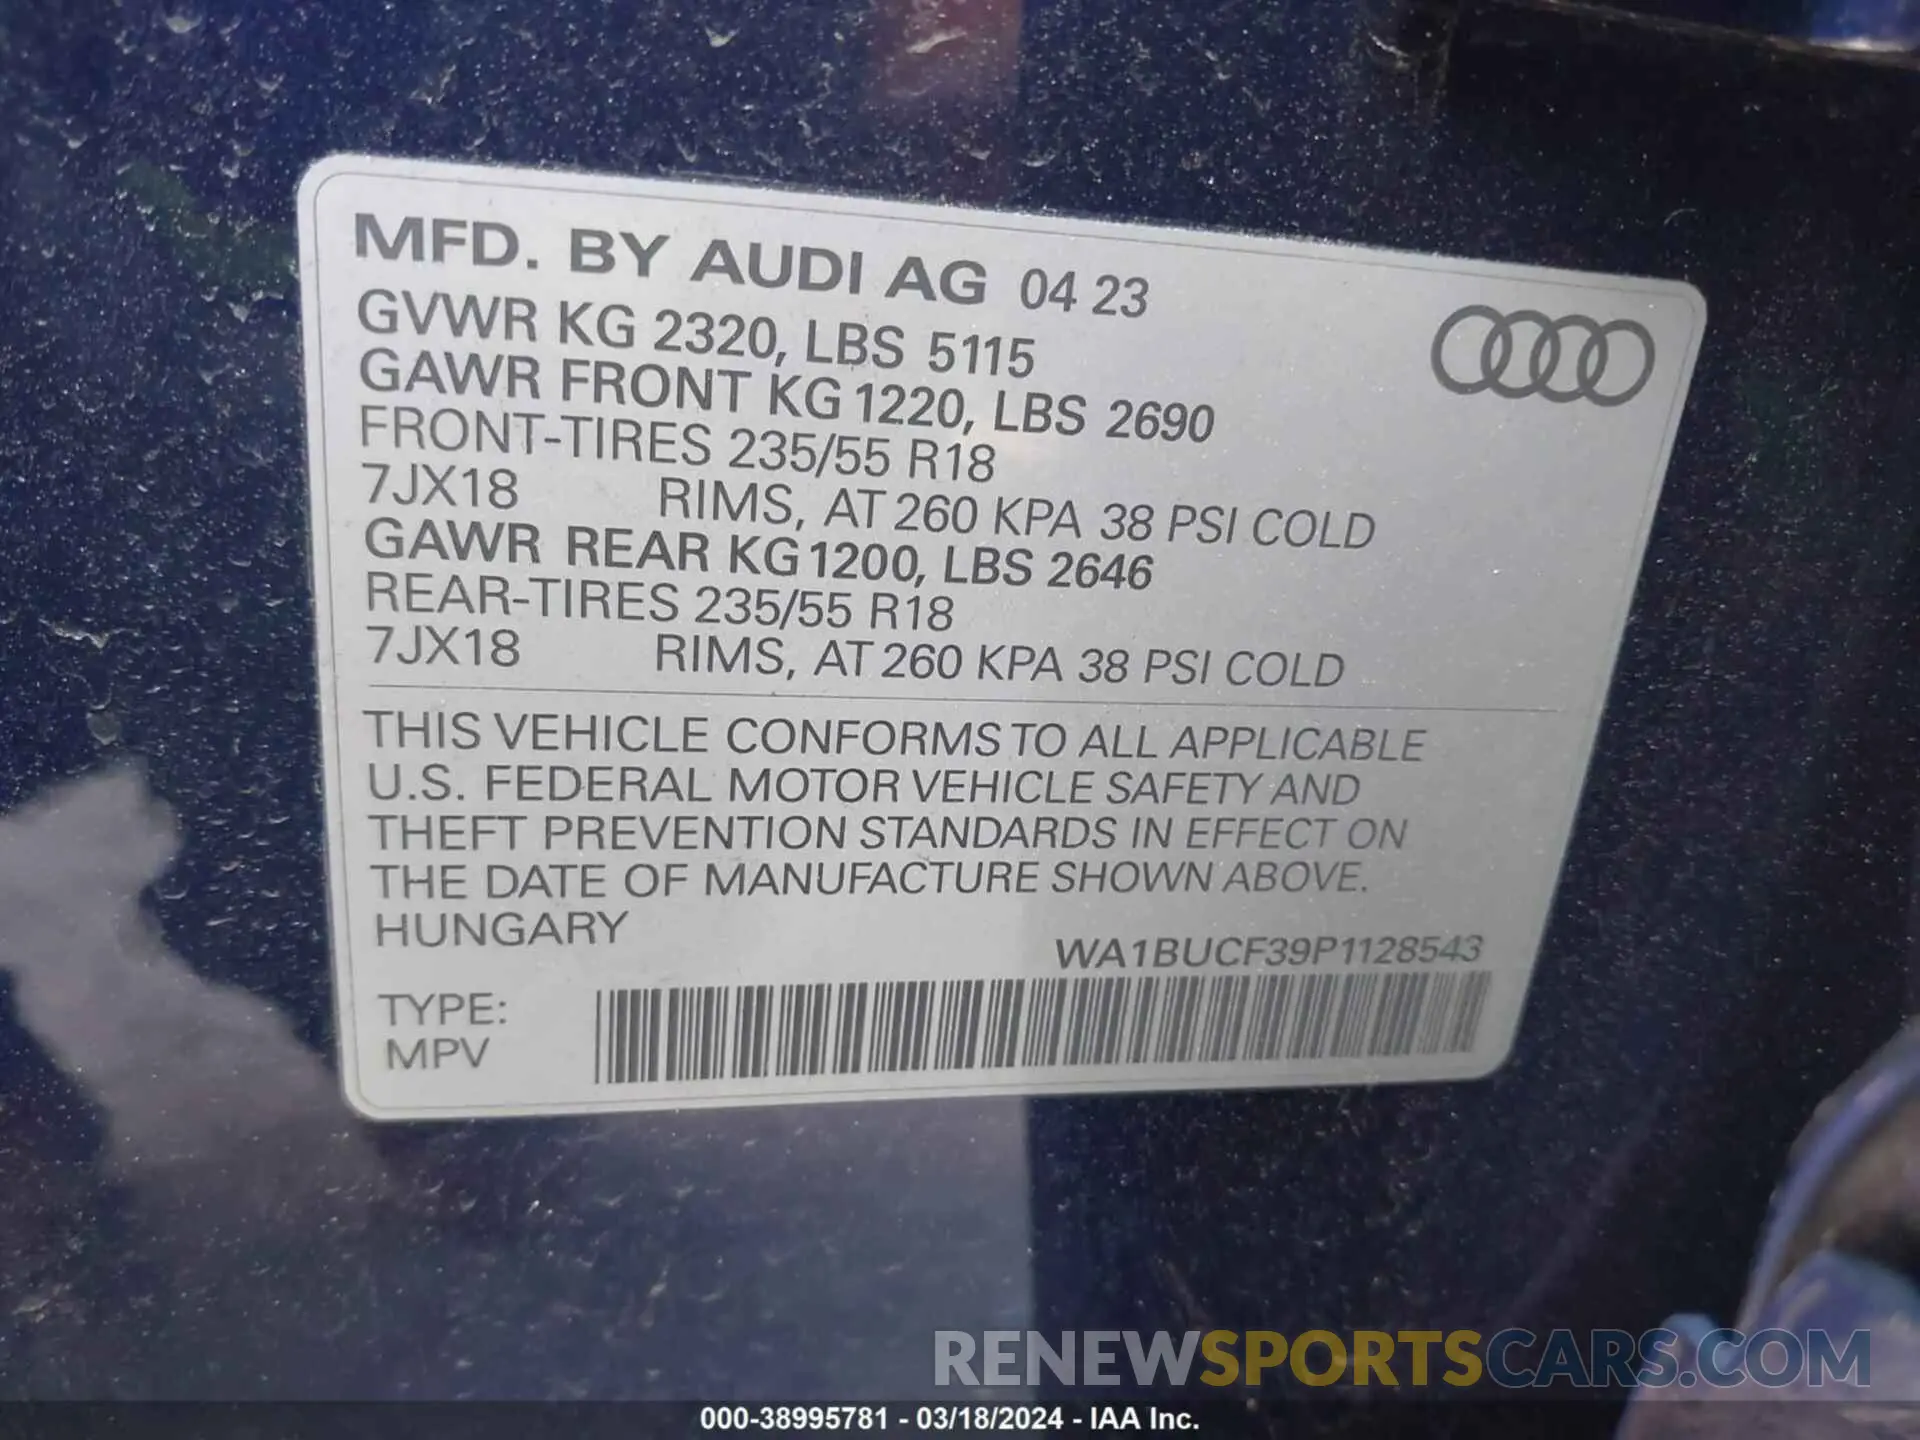 MFD. BY AUDI AG 04 23
GVWR KG 2320, LBS 5115
GAWR FRONT KG 1220, LBS 2690
FRONT-TIRES 235/55 R18
7JX18 RIMS, AT 260 KPA 38 PSI COLD
GAWR REAR KG 1200, LBS 2646
REAR-TIRES 235/55 R18
7JX18 RIMS, AT 260 KPA 38 PSI COLD
THIS VEHICLE CONFORMS TO ALL APPLICABLE
U.S. FEDERAL MOTOR VEHICLE SAFETY AND
THEFT PREVENTION STANDARDS IN EFFECT ON
THE DATE OF MANUFACTURE SHOWN ABOVE.
HUNGARY
WA1BUCF39P1128543
TYPE:
MPV
RENEWSPORTSCARS.COM
000-38995781 - 03/18/2024 - IAA Inc.